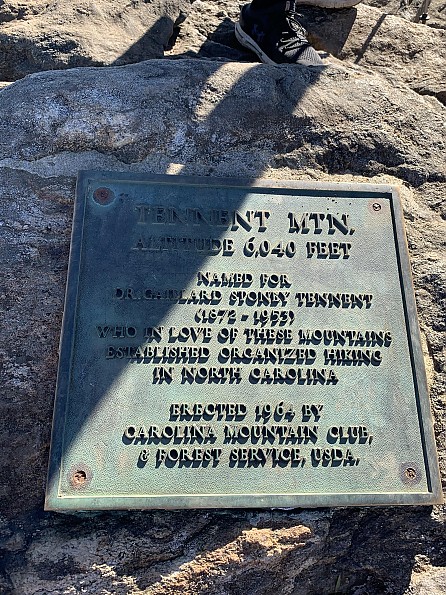 TENNENT MTN.
ALTITUDE 6,040 FEET
NAMED FOR
DR. GAILLARD STONEY TENNENT
(1872 - 1953)
WHO IN LOVE OF THESE MOUNTAINS
ESTABLISHED ORGANIZED HIKING
IN NORTH CAROLINA
ERECTED 1964 BY
CAROLINA MOUNTAIN CLUB,
& FOREST SERVICE, USDA.